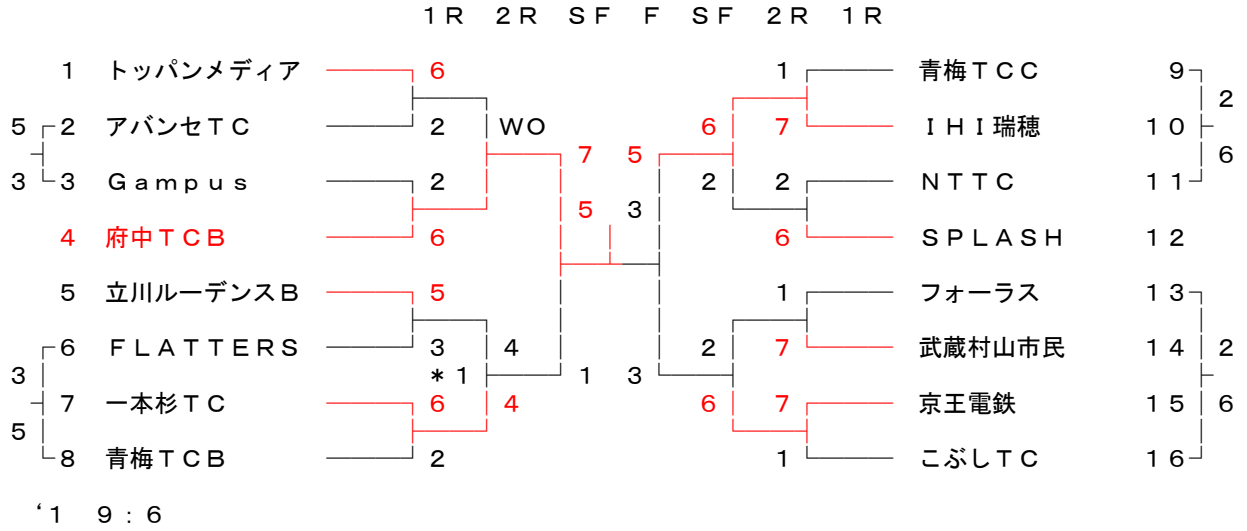 １Ｒ ２Ｒ ＳＦ Ｆ ＳＦ ２Ｒ １Ｒ
１ トッパンメディア ６ １ 青梅ＴＣＣ ９
２
５ ２ アバンセＴＣ ２ ＷＯ ６ ７ ＩＨＩ瑞穂 １０
７ ５ ６
３ ３ Ｇａｍｐｕｓ ２ ２ ２ ＮＴＴＣ １１
５ ３
４ 府中ＴＣＢ ６ ６ ＳＰＬＡＳＨ １２
５ 立川ルーデンスＢ ５ １ フォーラス １３
６ ＦＬＡＴＴＥＲＳ ３ ４ ２ ７ 武蔵村山市民 １４ ２
３ ＊１ １ ３
７ 一本杉ＴＣ ６ ４ ６ ７ 京王電鉄 １５ ６
５
８ 青梅ＴＣＢ ２ １ こぶしＴＣ １６
‘１ ９：６